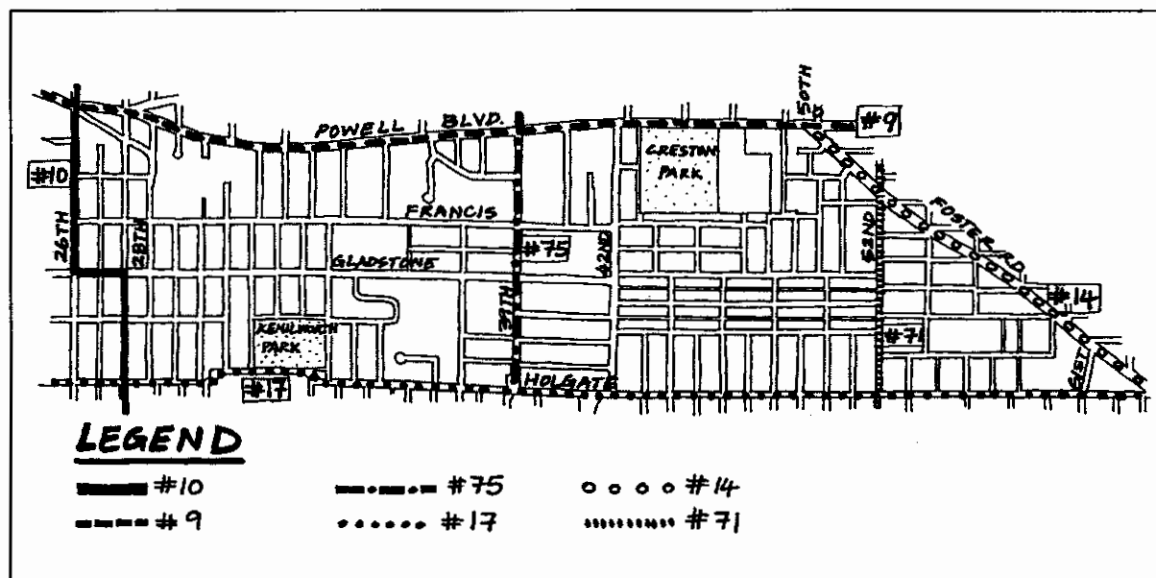 50TH
POWELL BLVD.
#9
CRESTON
PARK
#10
FRANCIS
FOSTER RD.
26TH
28TH
#75
42ND
52ND
GLADSTONE
#14
39TH
KENILWORTH
PARK
#71
61ST
HOLGATE
#17
LEGEND
#10 #75 #14
#9 #17 #71